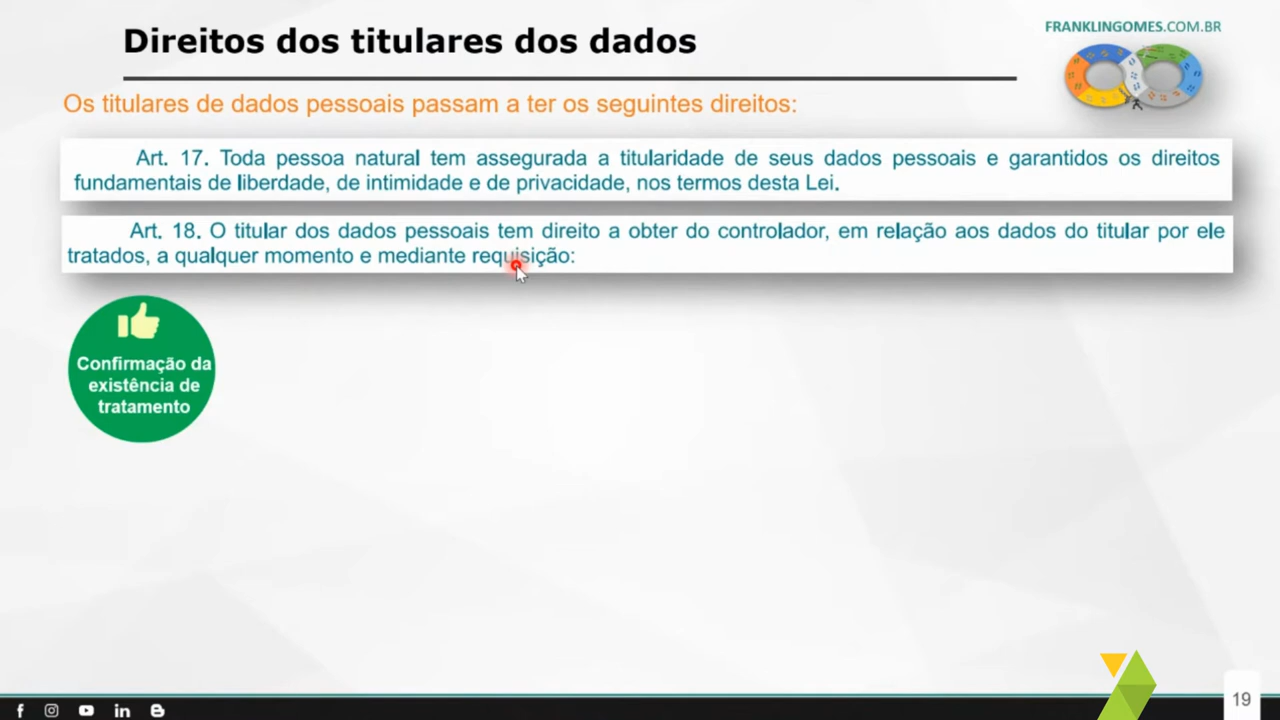 Direitos dos titulares dos dados
FRANKLINGOMES.COM.BR
Os titulares de dados pessoais passam a ter os seguintes direitos:
Art. 17. Toda pessoa natural tem assegurada a titularidade de seus dados pessoais e garantidos os direitos
fundamentais de liberdade, de intimidade e de privacidade, nos termos desta Lei.
Art. 18. O titular dos dados pessoais tem direito a obter do controlador, em relação aos dados do titular por ele
tratados, a qualquer momento e mediante requisição:
Confirmação da
existência de
tratamento
19